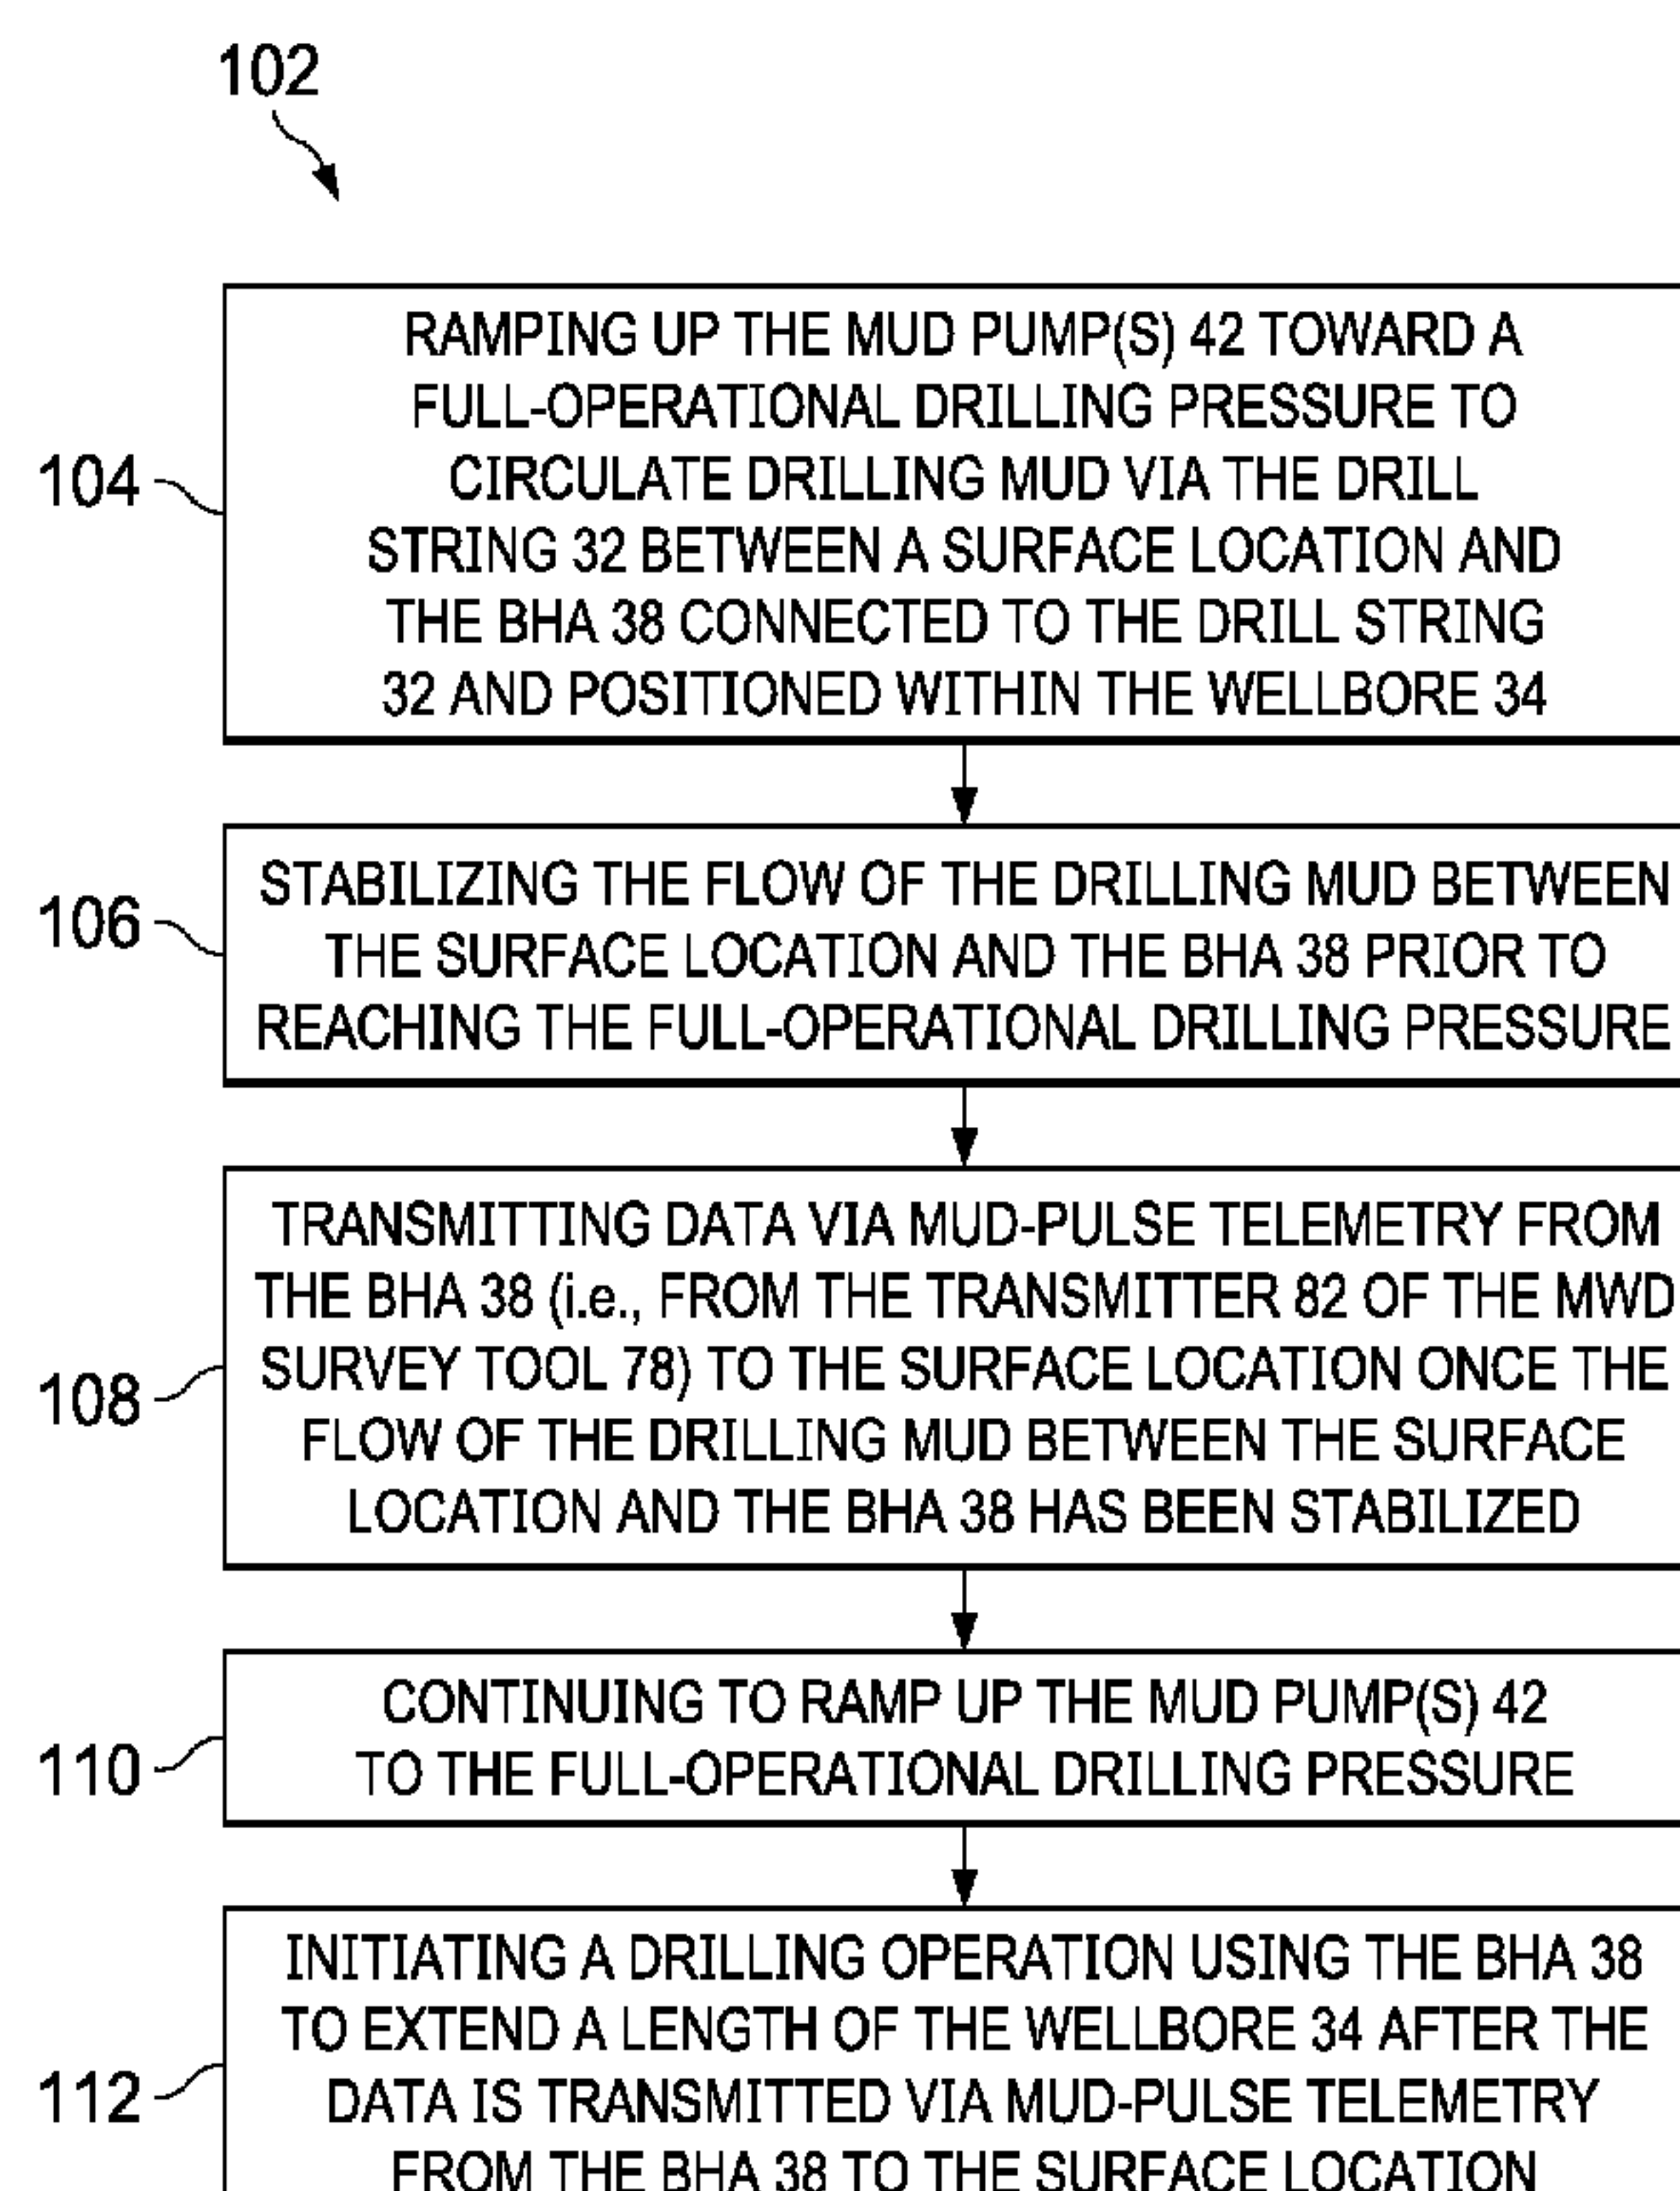 102
104
RAMPING UP THE MUD PUMP(S) 42 TOWARD A
FULL-OPERATIONAL DRILLING PRESSURE TO
CIRCULATE DRILLING MUD VIA THE DRILL
STRING 32 BETWEEN A SURFACE LOCATION AND
THE BHA 38 CONNECTED TO THE DRILL STRING
32 AND POSITIONED WITHIN THE WELLBORE 34
106
STABILIZING THE FLOW OF THE DRILLING MUD BETWEEN
THE SURFACE LOCATION AND THE BHA 38 PRIOR TO
REACHING THE FULL-OPERATIONAL DRILLING PRESSURE
108
TRANSMITTING DATA VIA MUD-PULSE TELEMETRY FROM
THE BHA 38 (i.e., FROM THE TRANSMITTER 82 OF THE MWD
SURVEY TOOL 78) TO THE SURFACE LOCATION ONCE THE
FLOW OF THE DRILLING MUD BETWEEN THE SURFACE
LOCATION AND THE BHA 38 HAS BEEN STABILIZED
110
CONTINUING TO RAMP UP THE MUD PUMP(S) 42
TO THE FULL-OPERATIONAL DRILLING PRESSURE
112
INITIATING A DRILLING OPERATION USING THE BHA 38
TO EXTEND A LENGTH OF THE WELLBORE 34 AFTER THE
DATA IS TRANSMITTED VIA MUD-PULSE TELEMETRY
FROM THE BHA 38 TO THE SURFACE LOCATION